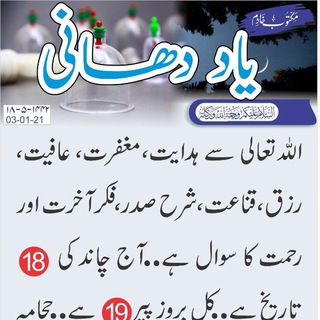 مکتوب خادم
یاد دھانی
السلام علیکم ورحمۃ اللہ وبرکاتہ
۱۸-۵-۱۴۴۲
03-01-21
اللہ تعالیٰ سے ہدایت، مغفرت، عافیت،
رزق، قناعت، شرح صدر، فکر آخرت اور
رحمت کا سوال ہے..آج چاند کی 18
تاریخ ہے..کل بروز پیر 19 ہے..حجامہ